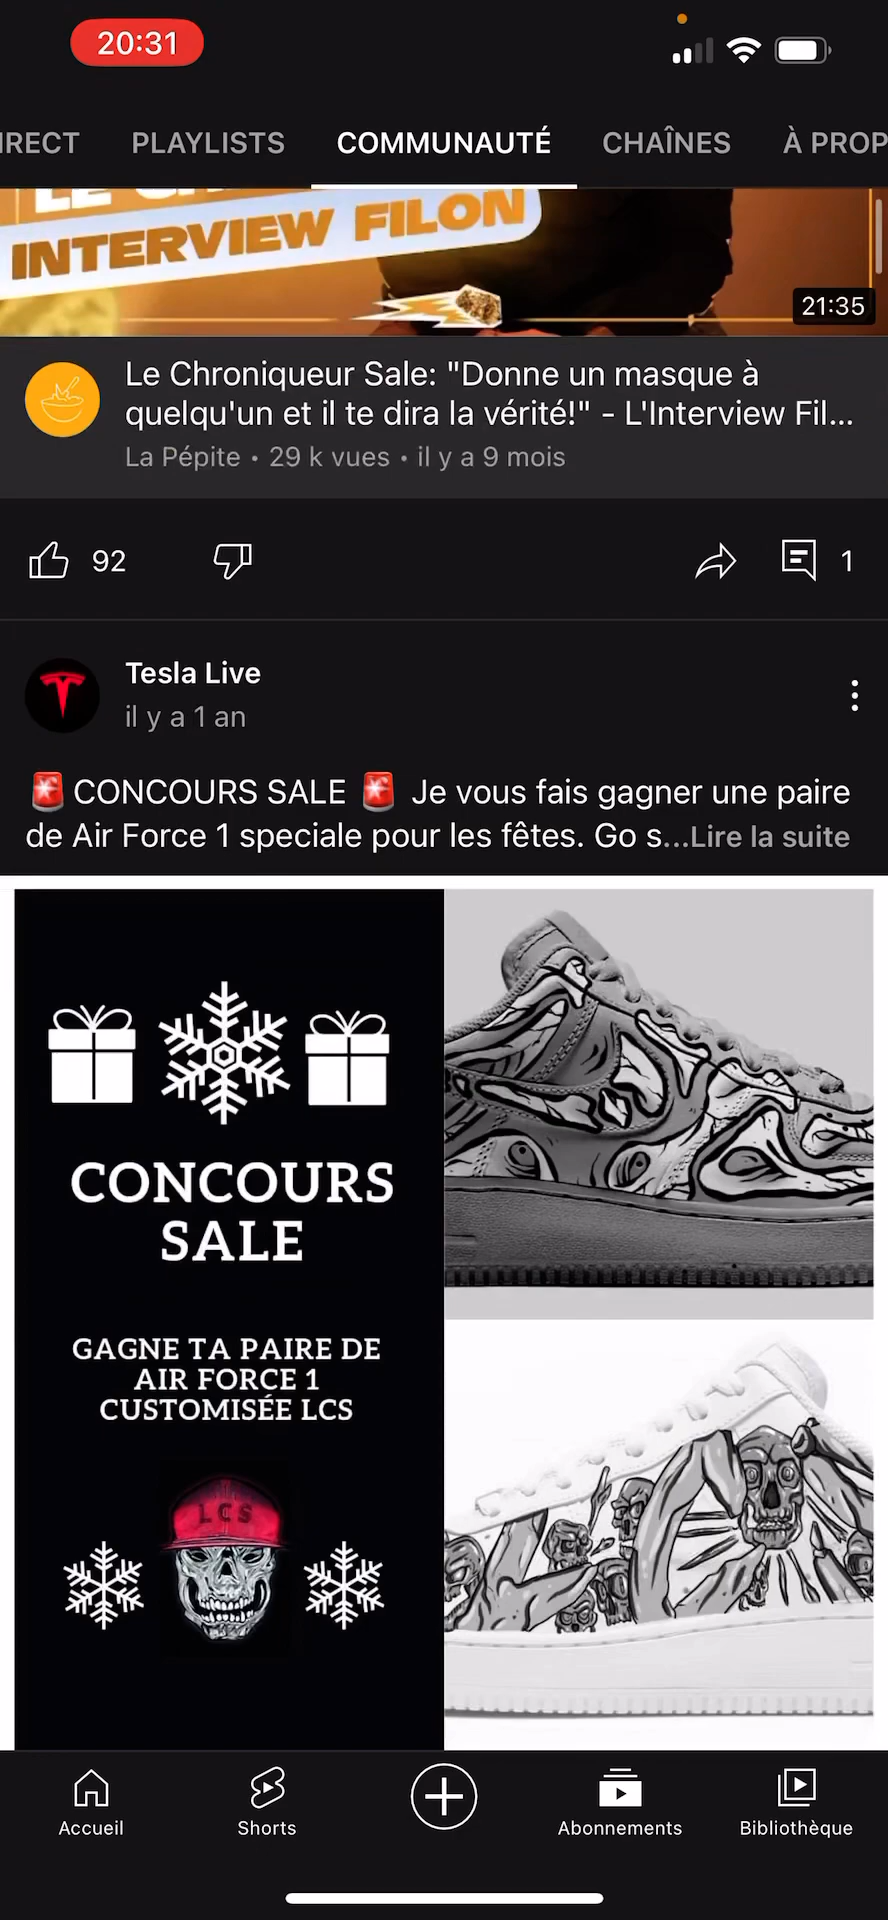 20:31
PLAYLISTS
COMMUNAUTÉ
CHAÎNES
INTERVIEW FILON
21:35
Le Chroniqueur Sale: "Donne un masque à
quelqu'un et il te dira la vérité!" - L'Interview Fil...
La Pépite • 29 k vues • il y a 9 mois
92
1
Tesla Live
il y a 1 an
🚨 CONCOURS SALE 🚨 Je vous fais gagner une paire
de Air Force 1 speciale pour les fêtes. Go s...Lire la suite
CONCOURS
SALE
GAGNE TA PAIRE DE
AIR FORCE 1
CUSTOMISÉE LCS
LCS
Accueil
Shorts
Abonnements
Bibliothèque